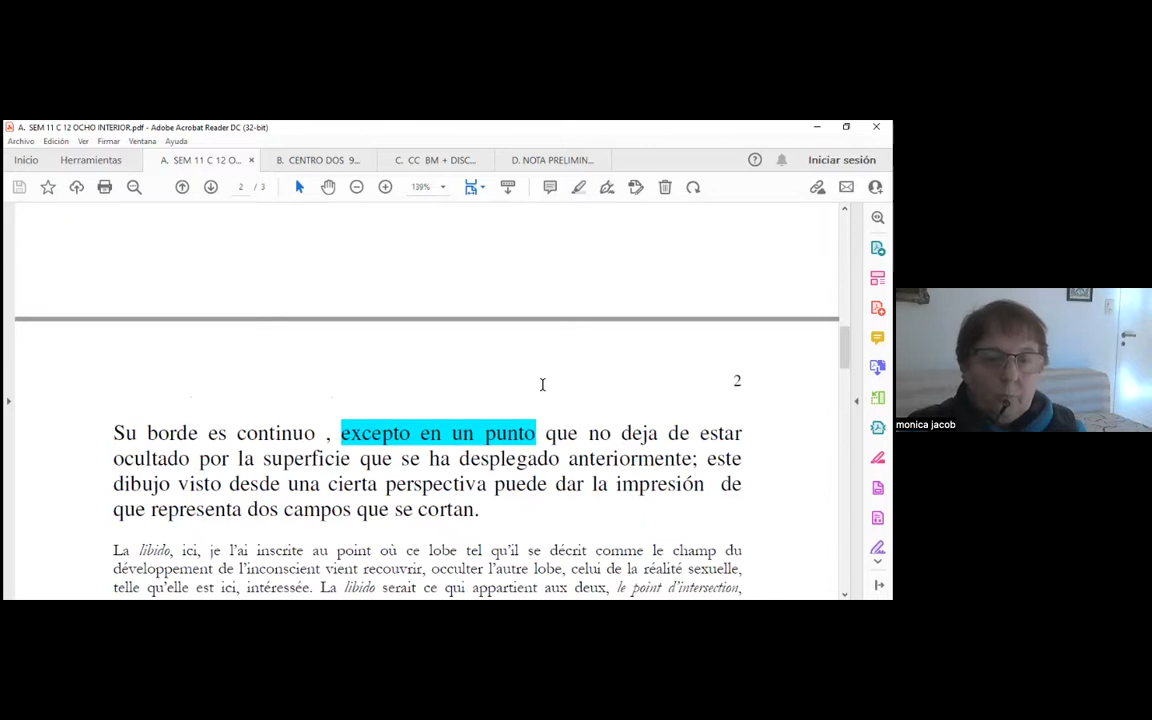 A. SEM 11 C 12 OCHO INTERIOR.pdf - Adobe Acrobat Reader DC (32-bit)
Archivo Edición Ver Firmar Ventana Ayuda
Inicio Herramientas A. SEM 11 C 12 O... × B. CENTRO DOS 9... C. CC BM + DISC... D. NOTA PRELIMIN... Iniciar sesión
2 / 3 139%
2
Su borde es continuo , excepto en un punto que no deja de estar
ocultado por la superficie que se ha desplegado anteriormente; este
dibujo visto desde una cierta perspectiva puede dar la impresión de
que representa dos campos que se cortan.
La libido, ici, je l'ai inscrite au point où ce lobe tel qu'il se décrit comme le champ du
développement de l'inconscient vient recouvrir, occulter l'autre lobe, celui de la réalité sexuelle,
telle qu'elle est ici, intéressée. La libido serait ce qui appartient aux deux, le point d'intersection,
monica jacob